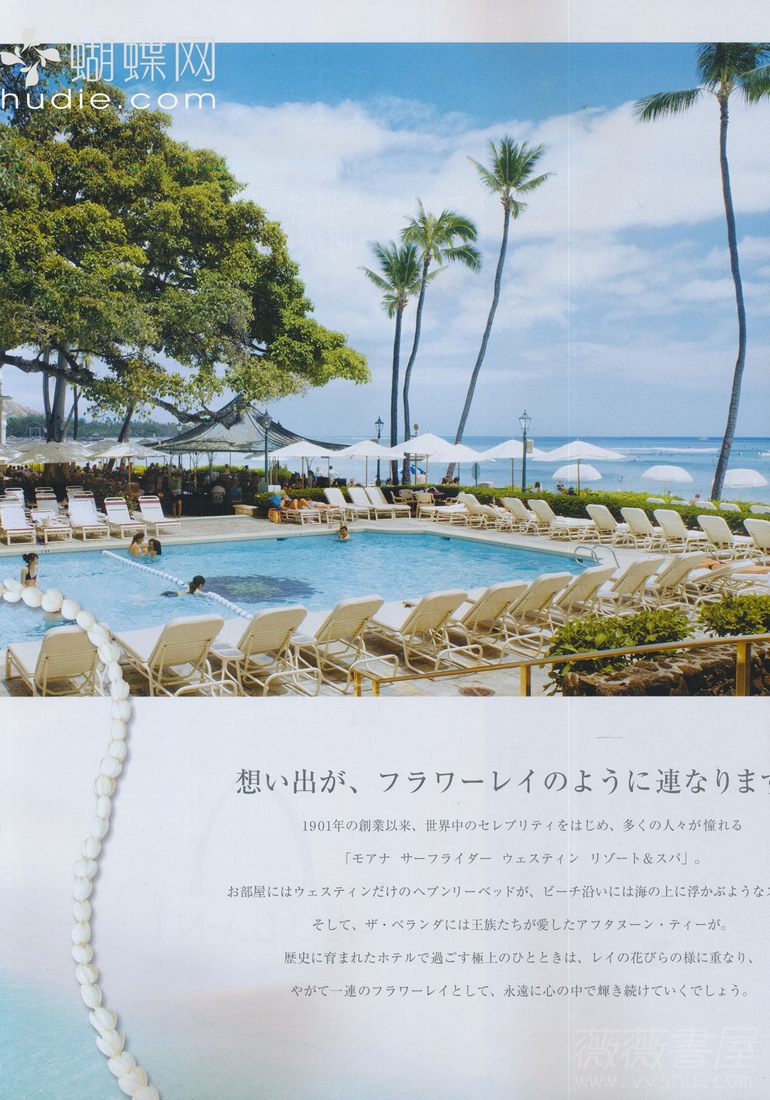 蝴蝶网
hudie.com
想い出が、フラワーレイのように連なります
1901年の創業以来、世界中のセレブリティをはじめ、多くの人々が憧れる
「モアナ サーフライダー ウェスティン リゾート&スパ」。
お部屋にはウェスティンだけのヘブンリーベッドが、ビーチ沿いには海の上に浮かぶような
そして、ザ・ベランダには王族たちが愛したアフタヌーン・ティーが。
歴史に育まれたホテルで過ごす極上のひとときは、レイの花びらの様に重なり、
やがて一連のフラワーレイとして、永遠に心の中で輝き続けていくでしょう。
薇薇書屋
www.vvshu.com